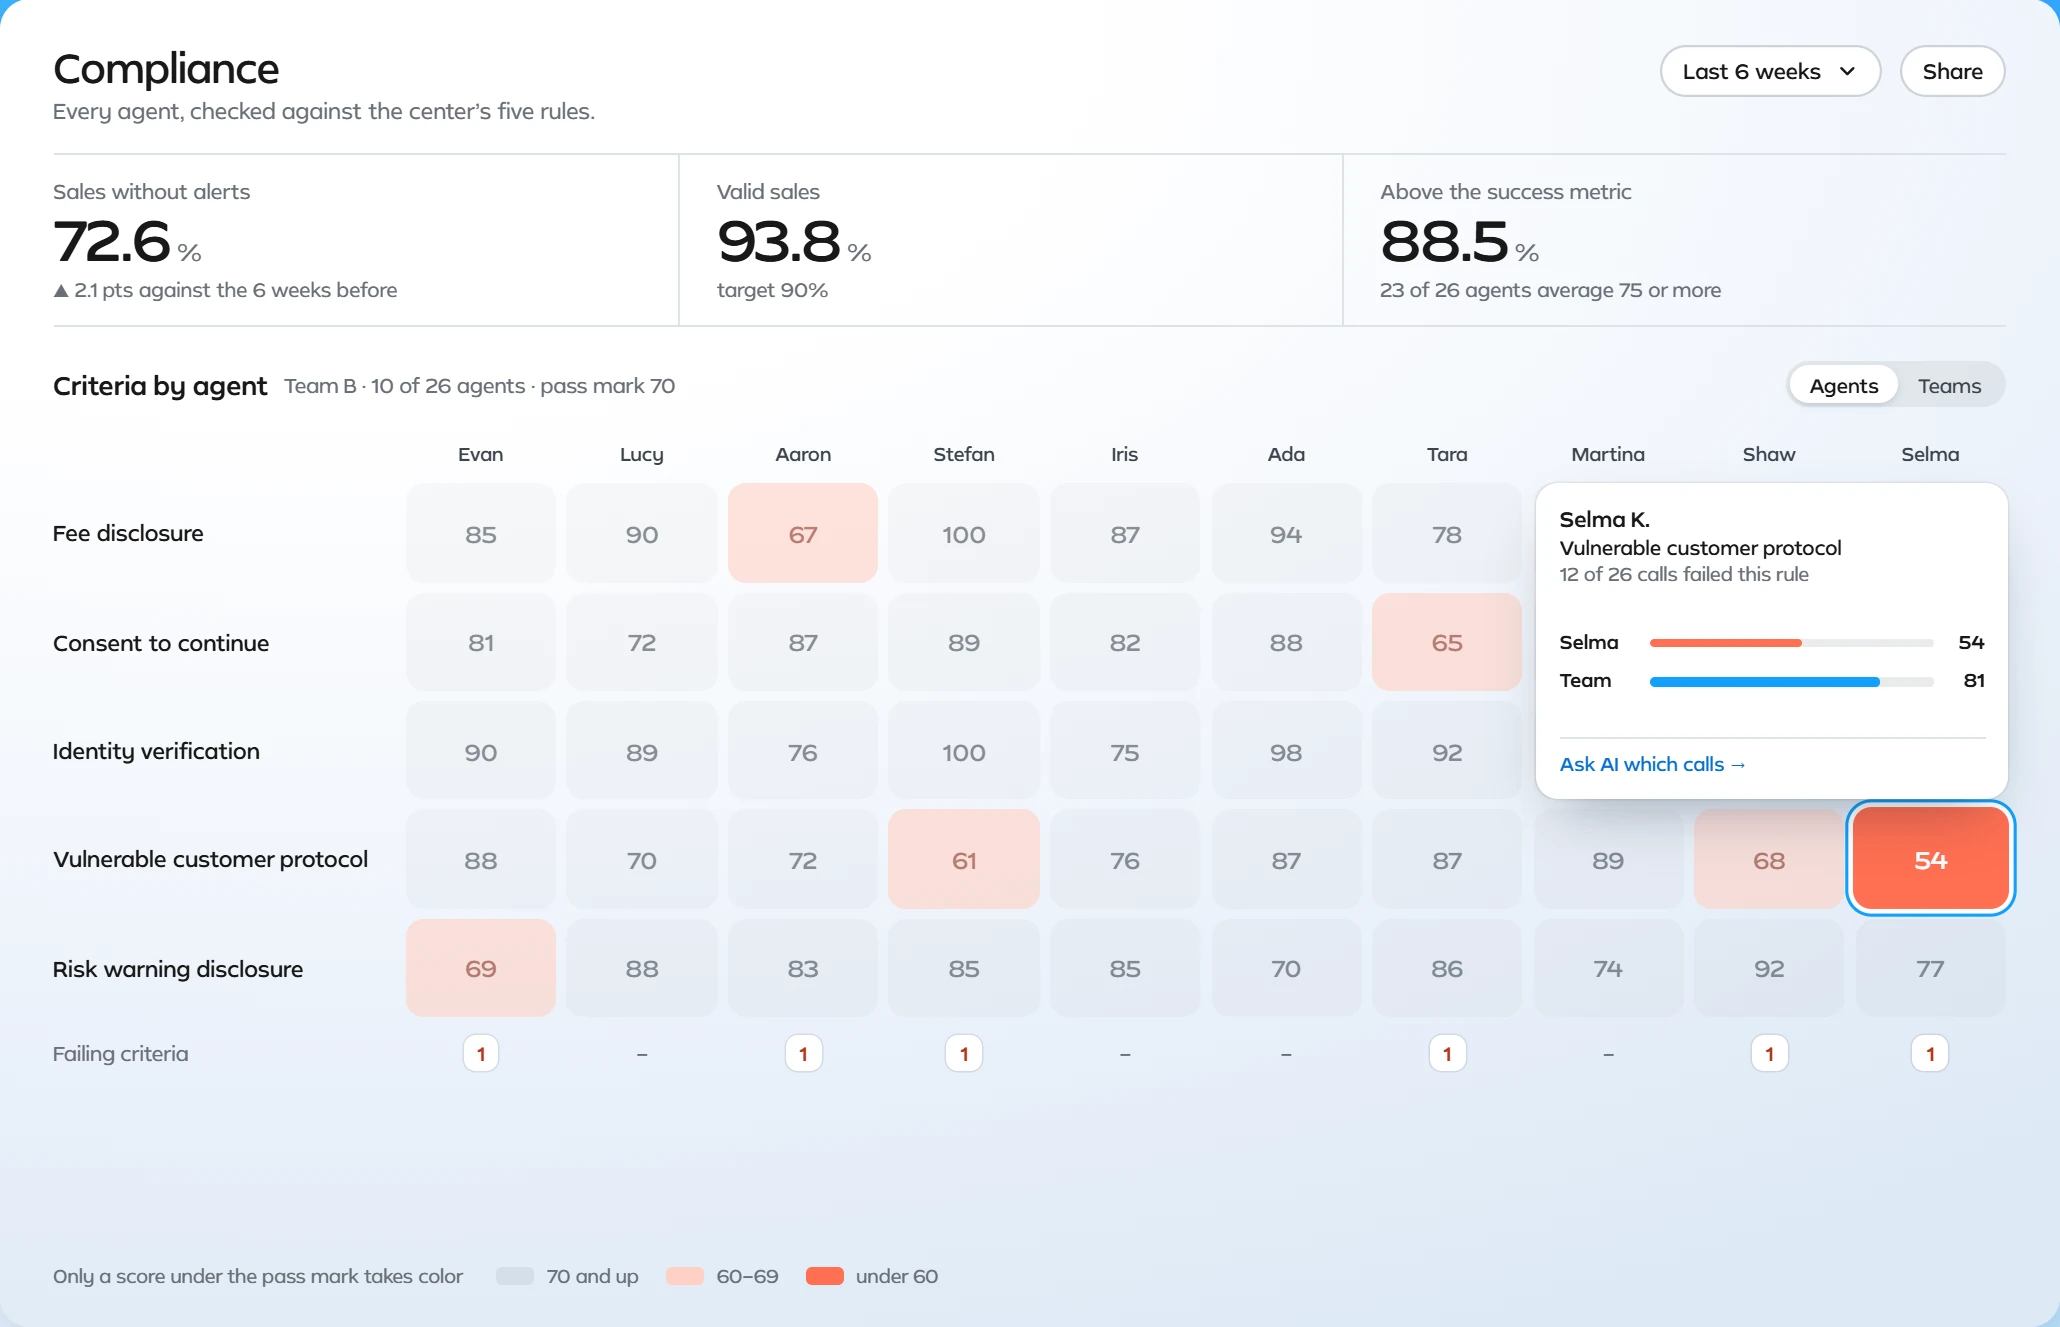 Compliance
Every agent, checked against the center’s five rules.
Last 6 weeks
Share
Sales without alerts
72.6 %
▲ 2.1 pts against the 6 weeks before
Valid sales
93.8 %
target 90%
Above the success metric
88.5 %
23 of 26 agents average 75 or more
Criteria by agent Team B · 10 of 26 agents · pass mark 70
Agents Teams
Evan Lucy Aaron Stefan Iris Ada Tara Martina Shaw Selma
Fee disclosure 85 90 67 100 87 94 78
Consent to continue 81 72 87 89 82 88 65
Identity verification 90 89 76 100 75 98 92
Selma K.
Vulnerable customer protocol
12 of 26 calls failed this rule
Selma 54
Team 81
Ask AI which calls →
Vulnerable customer protocol 88 70 72 61 76 87 87 89 68 54
Risk warning disclosure 69 88 83 85 85 70 86 74 92 77
Failing criteria 1 – 1 1 – – 1 – 1 1
Only a score under the pass mark takes color 70 and up 60–69 under 60